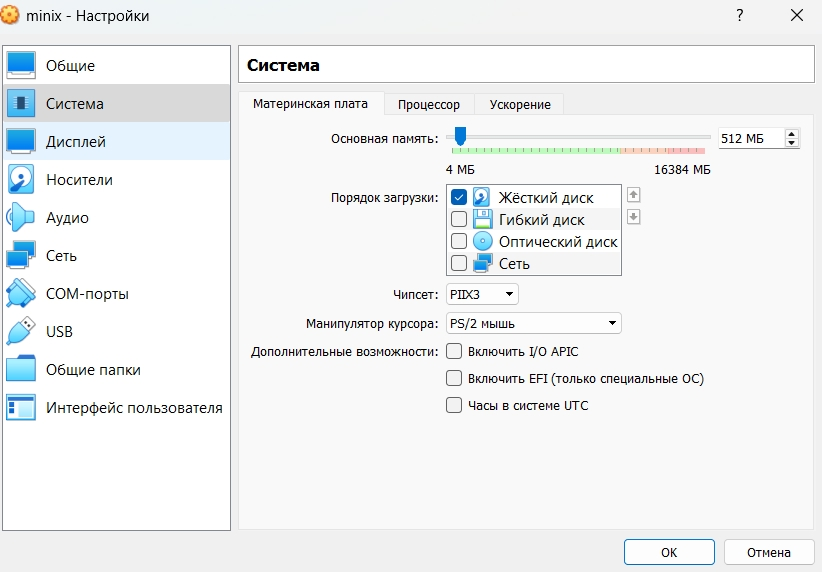 minix - Настройки
Общие
Система
Дисплей
Носители
Аудио
Сеть
COM-порты
USB
Общие папки
Интерфейс пользователя
Система
Материнская плата Процессор Ускорение
Основная память: 512 МБ
4 МБ 16384 МБ
Порядок загрузки: Жёсткий диск
Гибкий диск
Оптический диск
Сеть
Чипсет: PIIX3
Манипулятор курсора: PS/2 мышь
Дополнительные возможности: Включить I/O APIC
Включить EFI (только специальные ОС)
Часы в системе UTC
OK Отмена